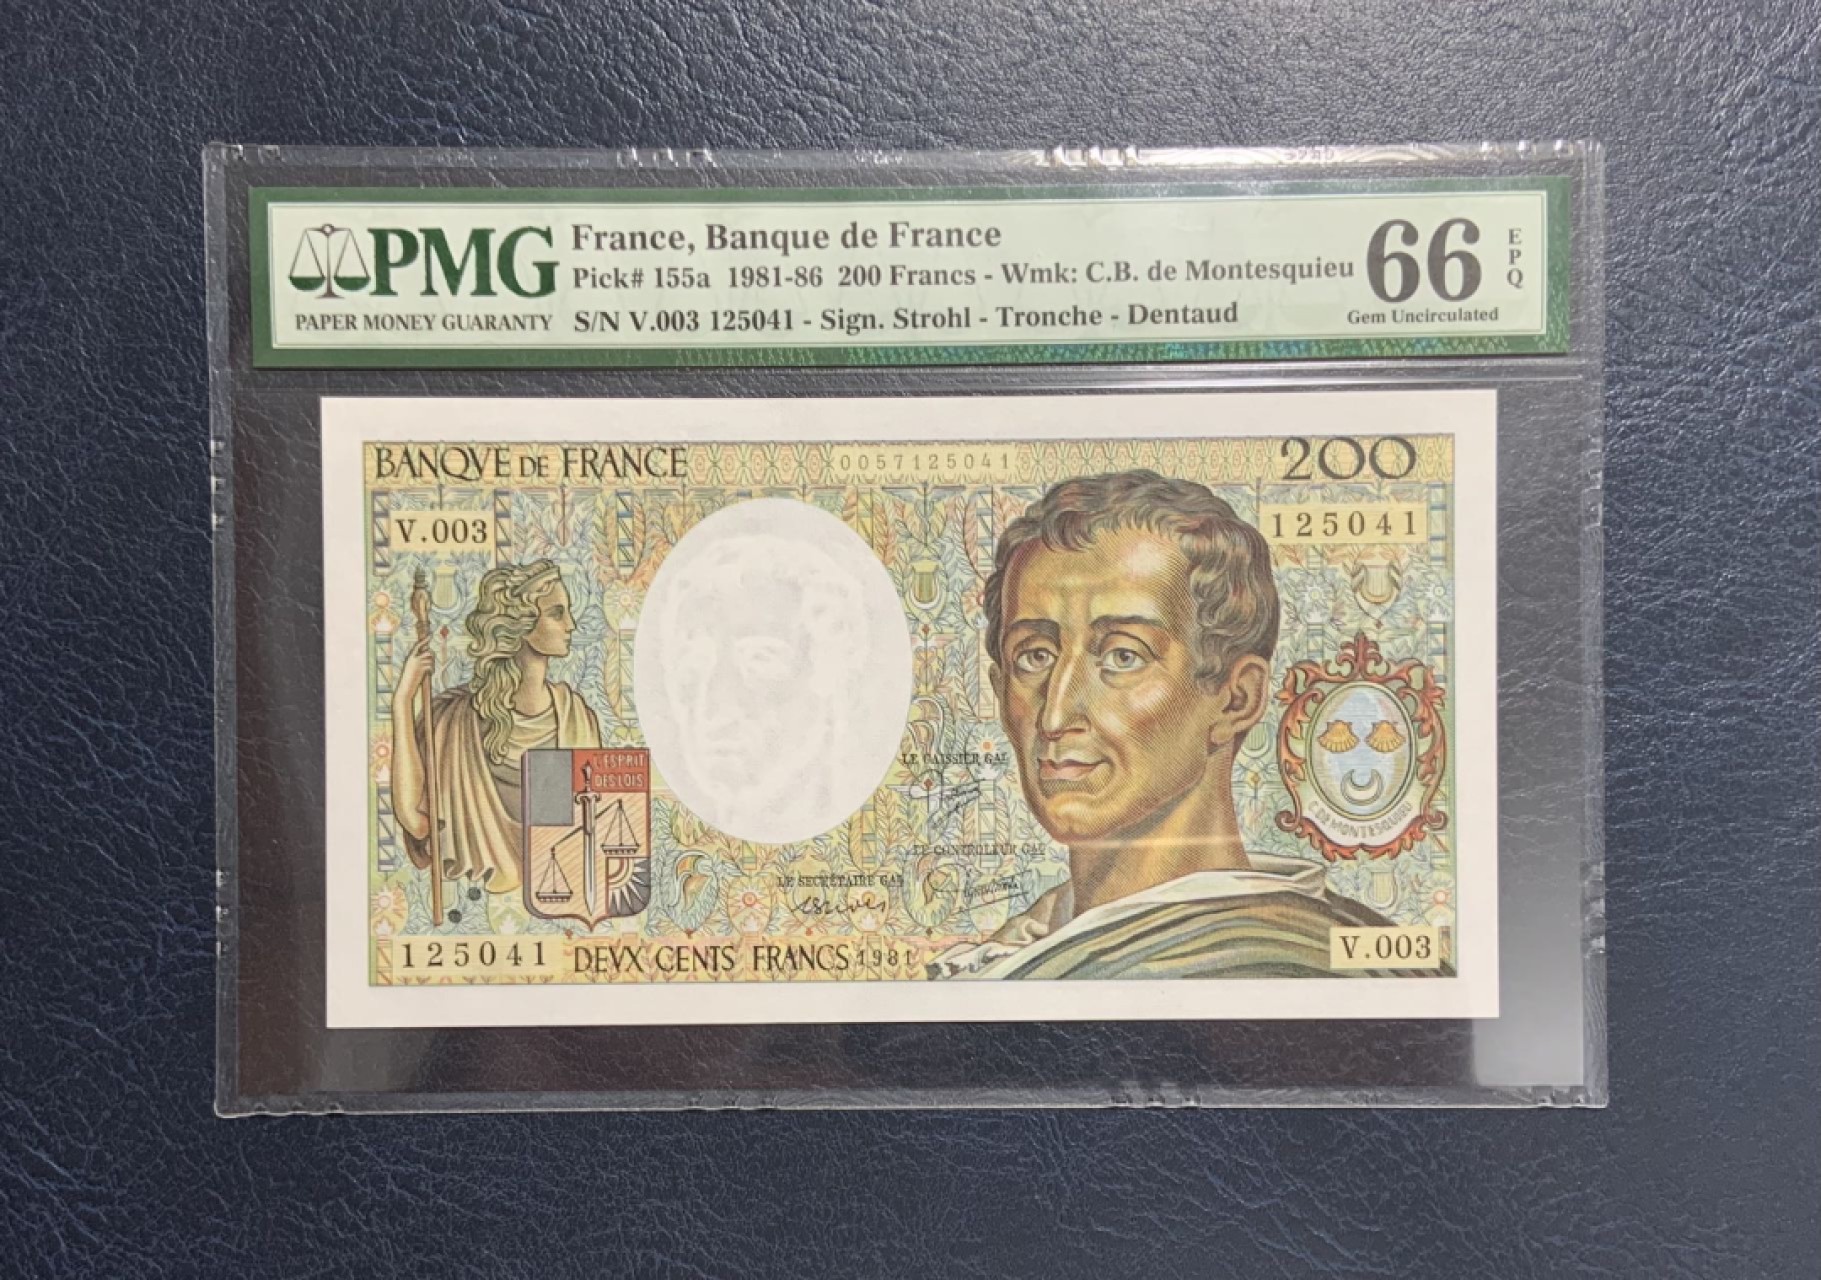 PMG
PAPER MONEY GUARANTY
France, Banque de France
Pick# 155a 1981-86 200 Francs - Wmk: C.B. de Montesquieu
S/N V.003 125041 - Sign. Strohl - Tronche - Dentaud
66
EPQ
Gem Uncirculated
BANQVE DE FRANCE
0057125041
200
V.003
125041
L'ESPRIT
DES LOIS
LE CAISSIER GAL
LE CONTROLEUR GAL
LE SECRÉTAIRE GAL
C. DE MONTESQUIEU
125041
DEVX CENTS FRANCS 1981
V.003